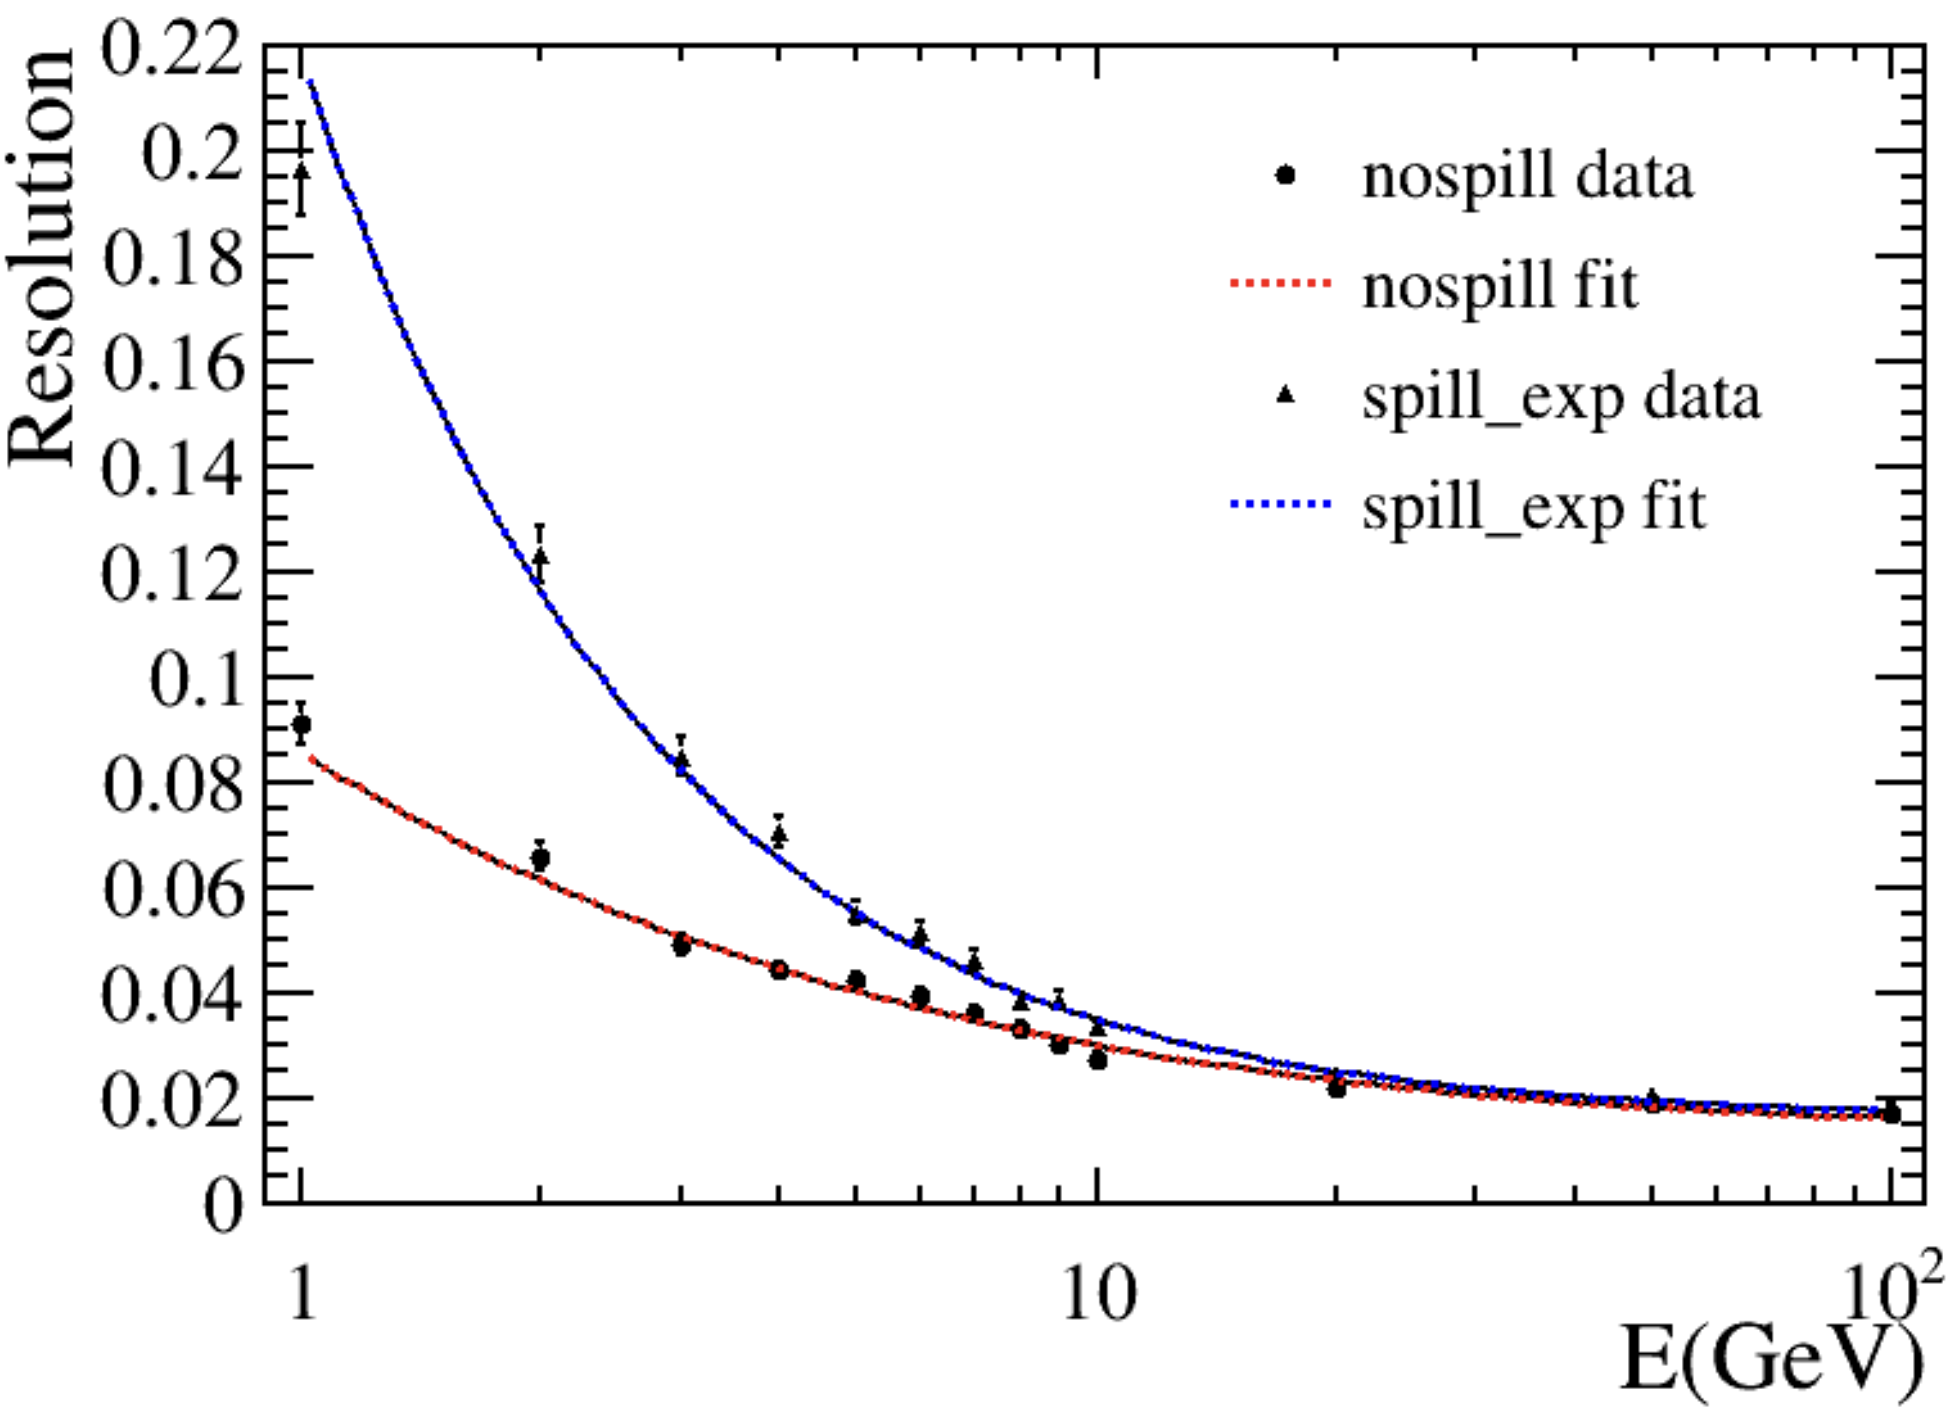 Resolution
0.22
0.2
0.18
0.16
0.14
0.12
0.1
0.08
0.06
0.04
0.02
0
nospill data
nospill fit
spill_exp data
spill_exp fit
1
10
10²
E(GeV)